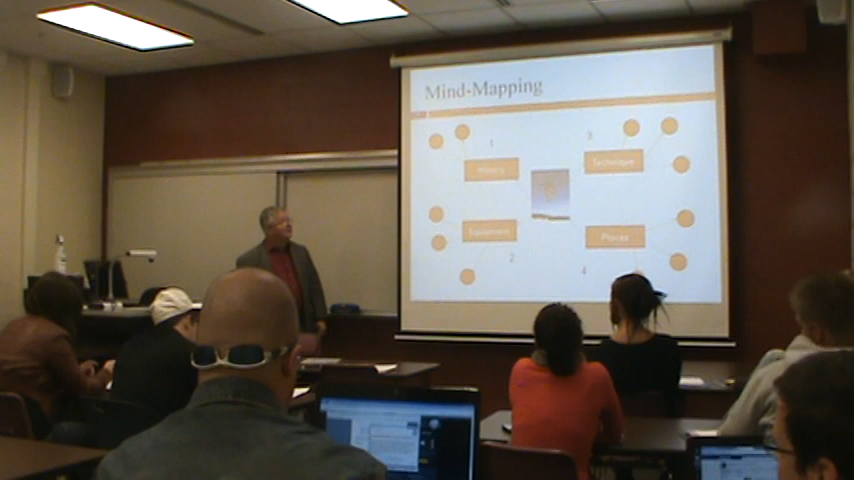 Mind-Mapping
1
3
History
Technique
Equipment
Places
2
4